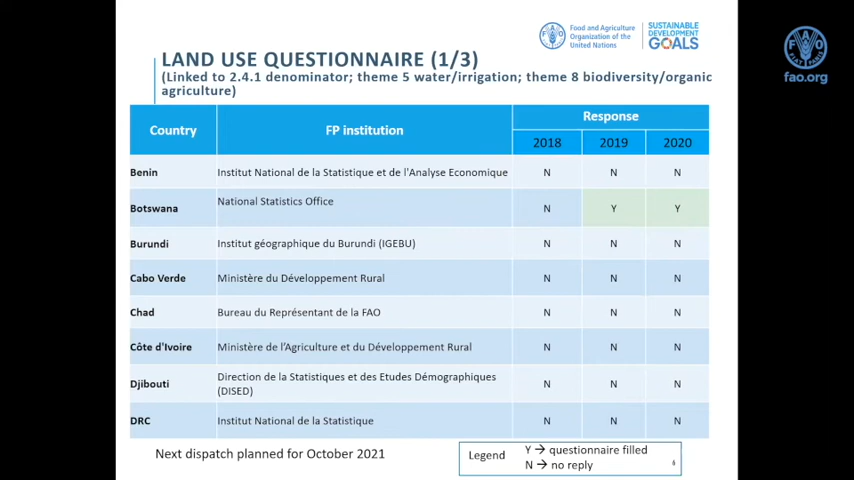 Food and Agriculture
Organization of the
United Nations
SUSTAINABLE
DEVELOPMENT
GOALS
FAO
FIAT PANIS
fao.org
LAND USE QUESTIONNAIRE (1/3)
(Linked to 2.4.1 denominator; theme 5 water/irrigation; theme 8 biodiversity/organic
agriculture)
Country FP institution Response
2018 2019 2020
Benin Institut National de la Statistique et de l'Analyse Economique N N N
Botswana National Statistics Office N Y Y
Burundi Institut géographique du Burundi (IGEBU) N N N
Cabo Verde Ministère du Développement Rural N N N
Chad Bureau du Représentant de la FAO N N N
Côte d'Ivoire Ministère de l'Agriculture et du Développement Rural N N N
Djibouti Direction de la Statistiques et des Etudes Démographiques
(DISED) N N N
DRC Institut National de la Statistique N N N
Next dispatch planned for October 2021
Legend Y → questionnaire filled
N → no reply